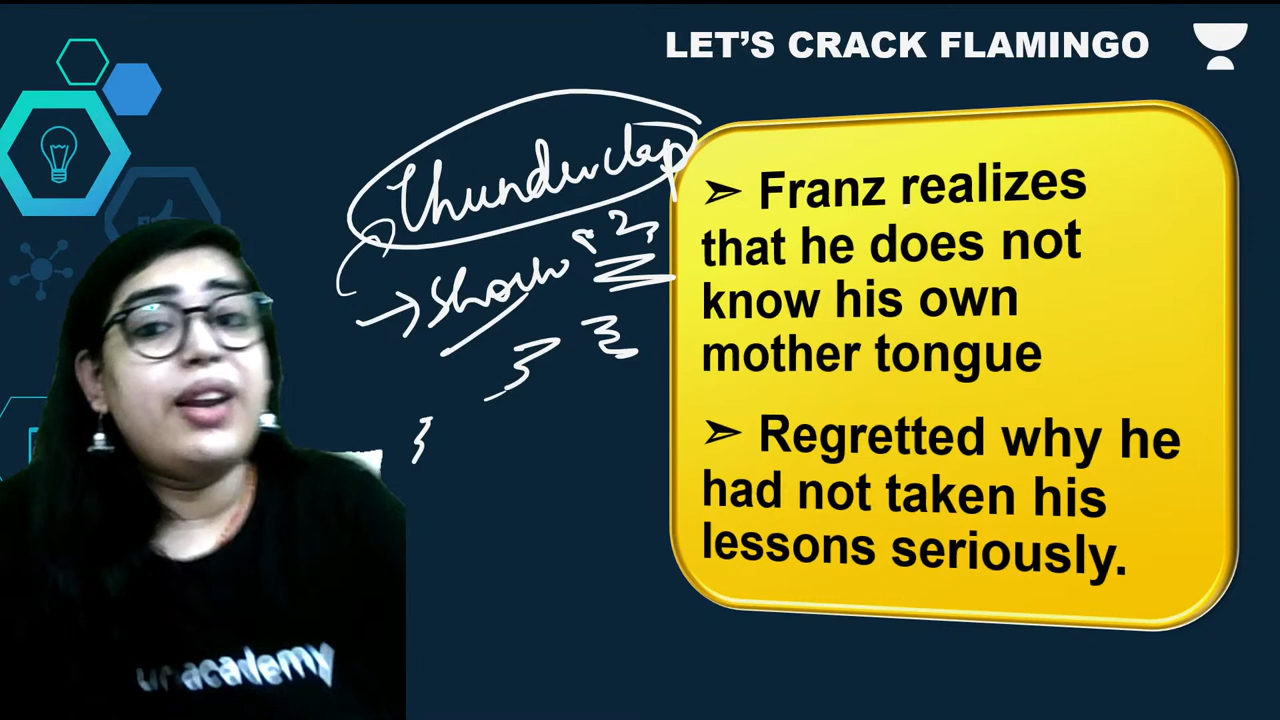 LET'S CRACK FLAMINGO
thunderclap
→ Shock
➢ Franz realizes
that he does not
know his own
mother tongue
➢ Regretted why he
had not taken his
lessons seriously.
unacademy